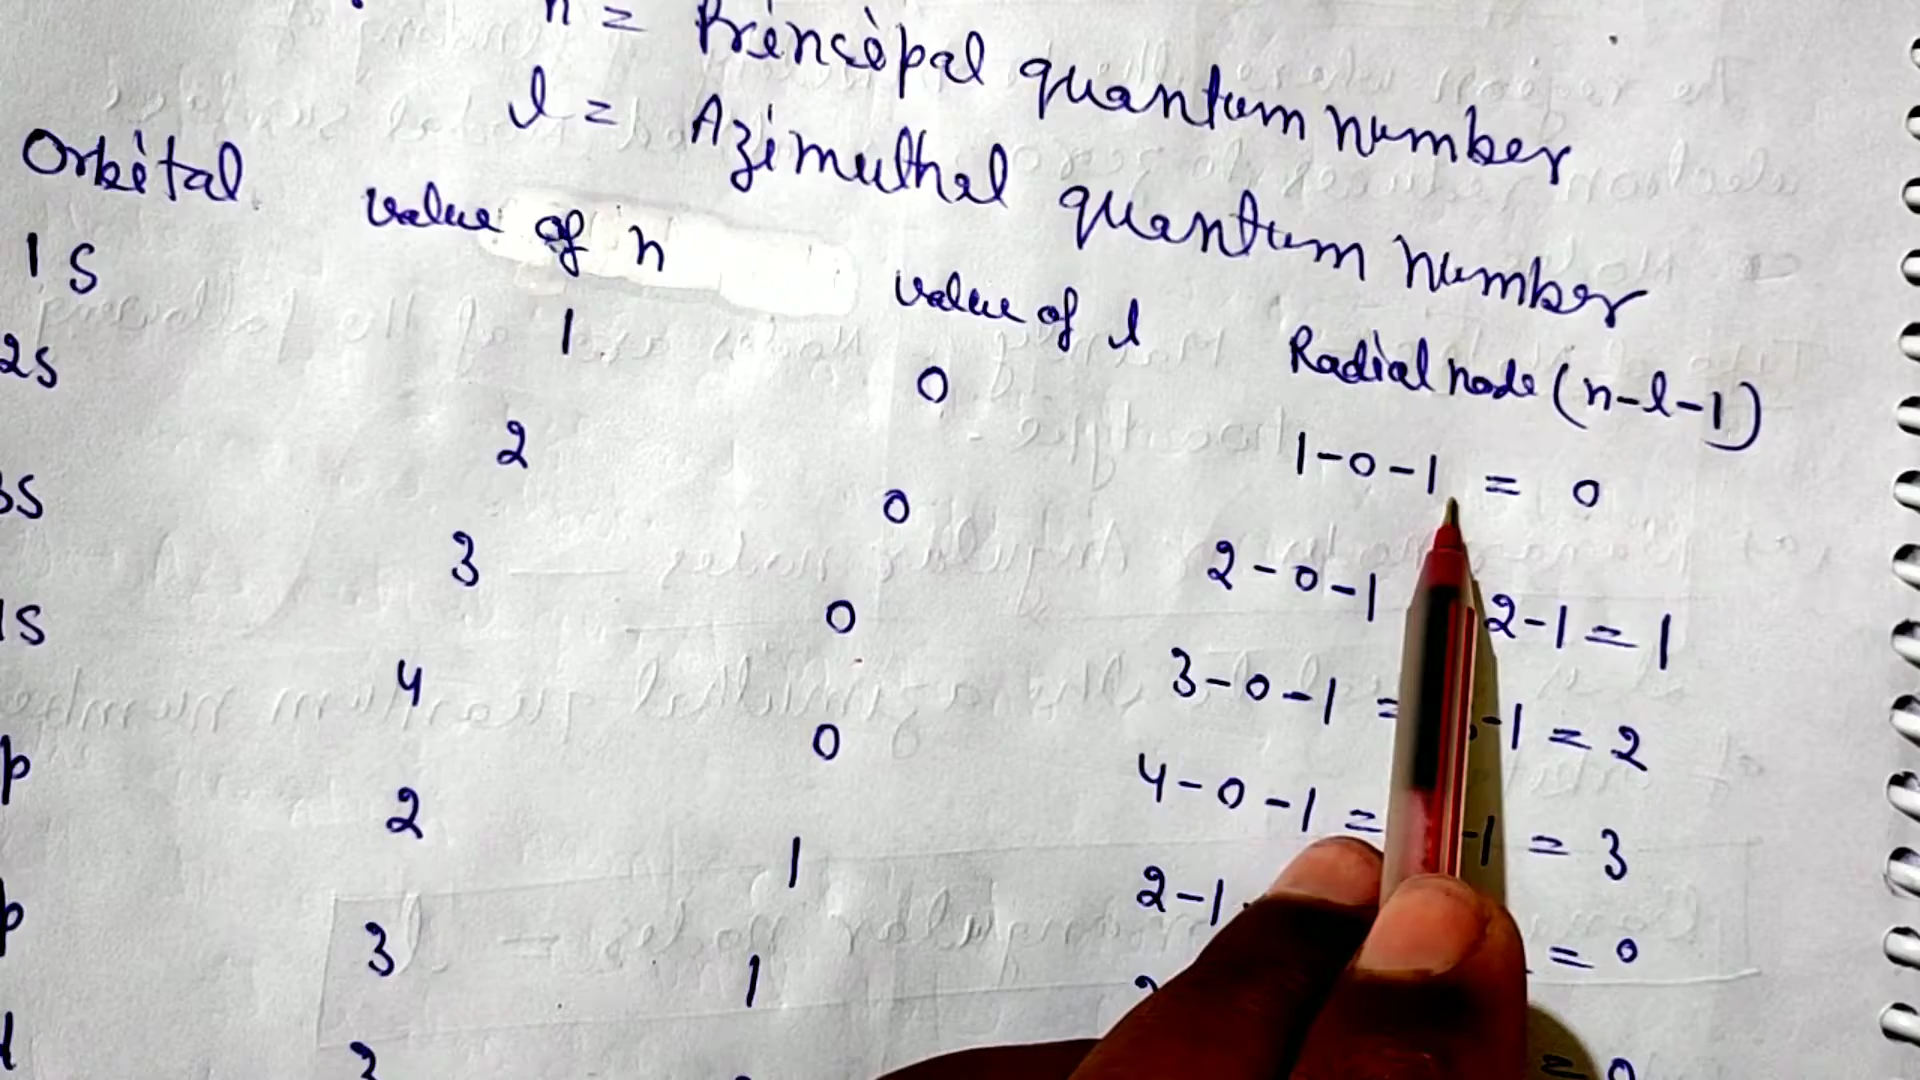 n = Principal quantum number
l = Azimuthal quantum number
Orbital value of n value of l Radial node (n-l-1)
1s 1 0 1-0-1 = 0
2s 2 0 2-0-1 2-1 = 1
3s 3 0 3-0-1 = -1 = 2
s 4 0 4-0-1 = -1 = 3
p 2 1 2-1 = 0
p 3 1
3 = 0